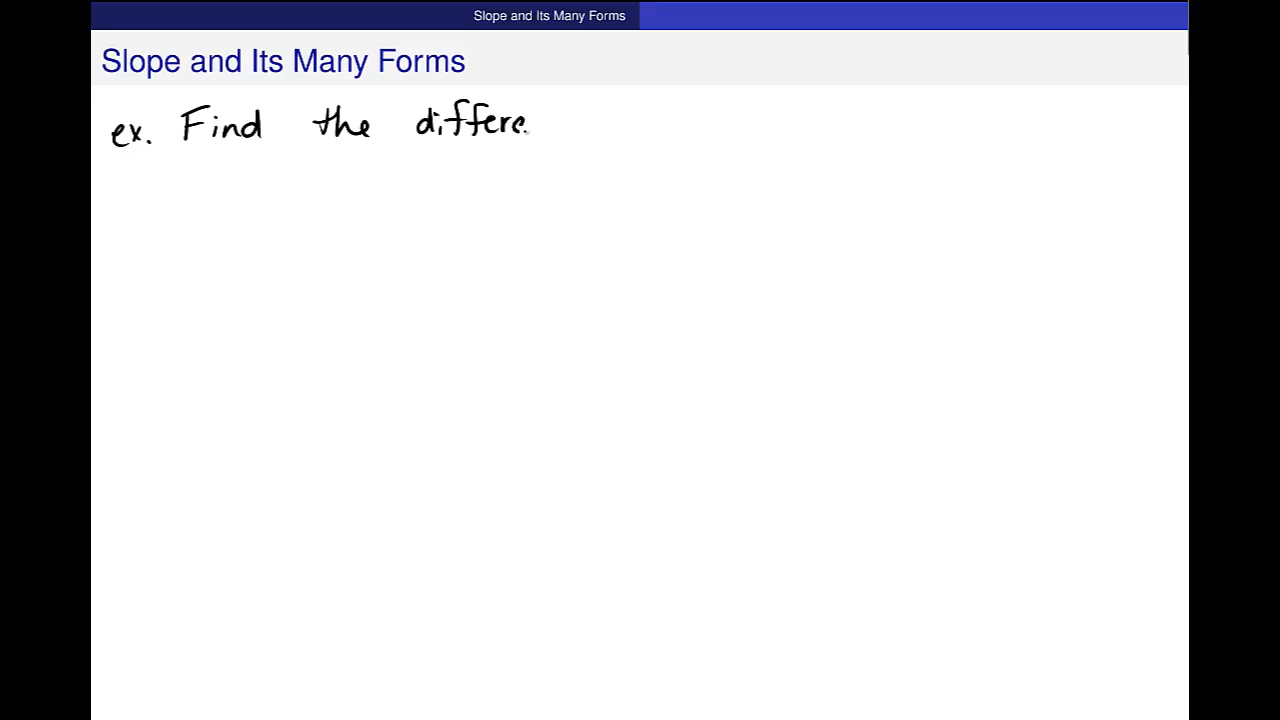 Slope and Its Many Forms
Slope and Its Many Forms
ex. Find the differe